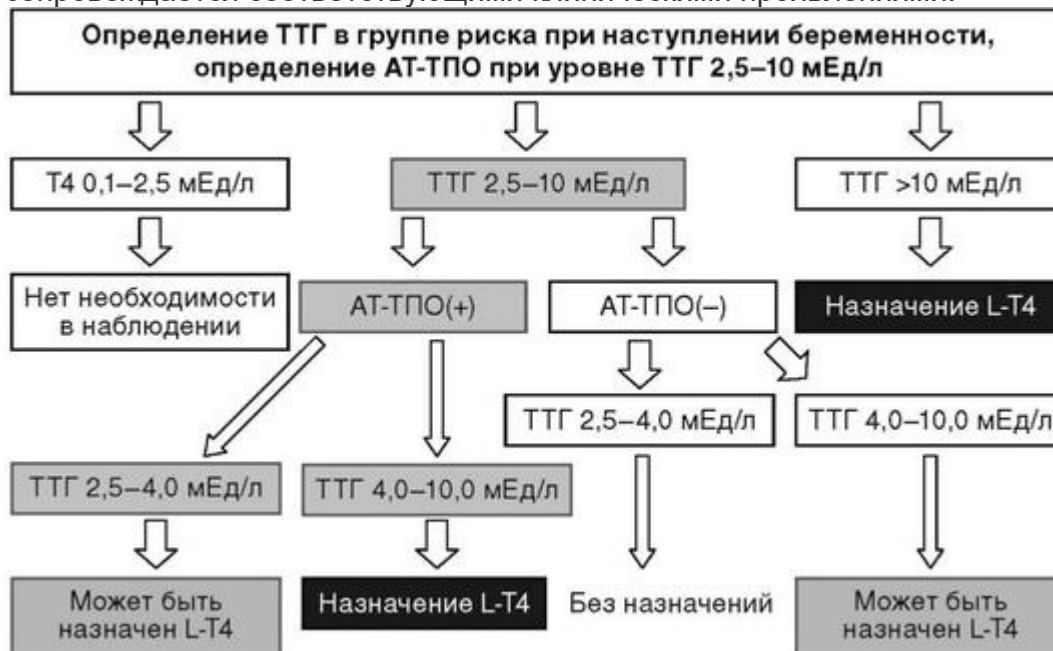 сопровождается соответствующими клиническими проявлениями.
Определение ТТГ в группе риска при наступлении беременности,
определение АТ-ТПО при уровне ТТГ 2,5–10 мЕд/л
Т4 0,1–2,5 мЕд/л
ТТГ 2,5–10 мЕд/л
ТТГ >10 мЕд/л
Нет необходимости
в наблюдении
АТ-ТПО(+)
АТ-ТПО(–)
Назначение L-T4
ТТГ 2,5–4,0 мЕд/л
ТТГ 4,0–10,0 мЕд/л
ТТГ 2,5–4,0 мЕд/л
ТТГ 4,0–10,0 мЕд/л
Может быть
назначен L-T4
Назначение L-T4
Без назначений
Может быть
назначен L-T4